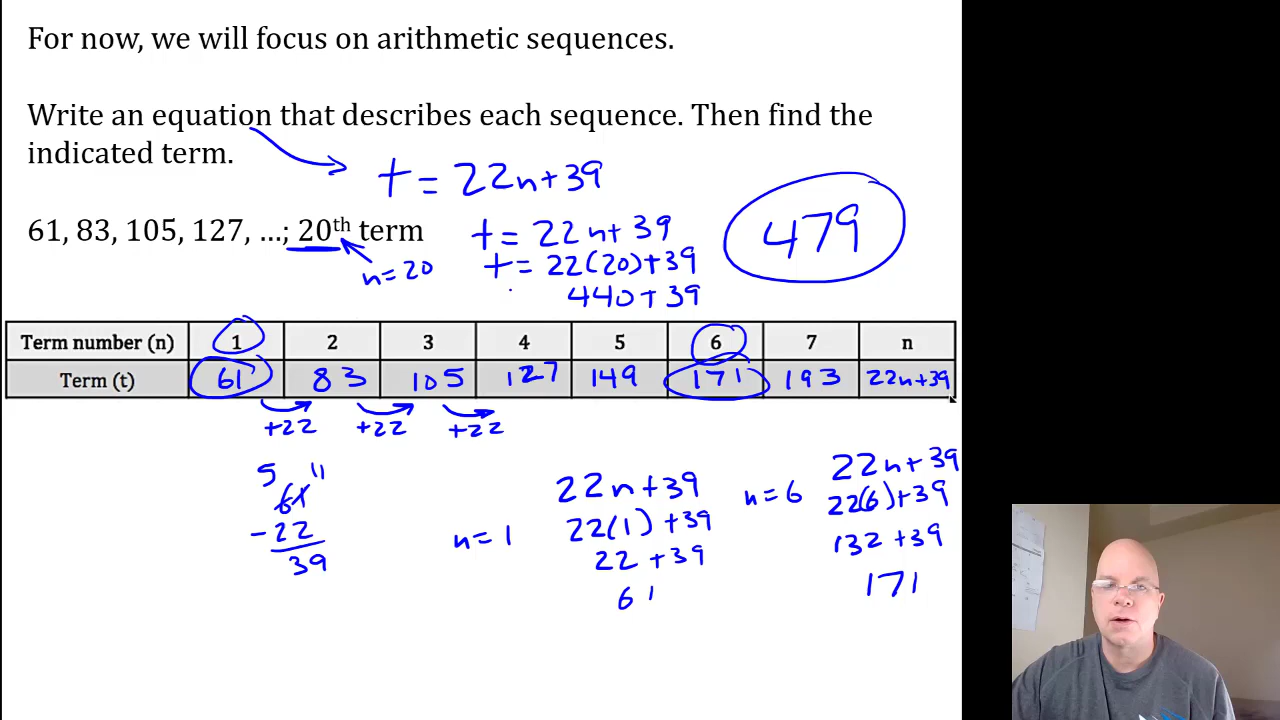 For now, we will focus on arithmetic sequences.
Write an equation that describes each sequence. Then find the
indicated term.
t = 22n+39
61, 83, 105, 127, ...; 20th term
n=20
t = 22n+39
t = 22(20)+39
440+39
479
Term number (n) 1 2 3 4 5 6 7 n
Term (t) 61 83 105 127 149 171 193 22n+39
+22 +22 +22
5 11
61
-22
39
n=1
22n+39
22(1)+39
22+39
61
n=6
22n+39
22(6)+39
132+39
171